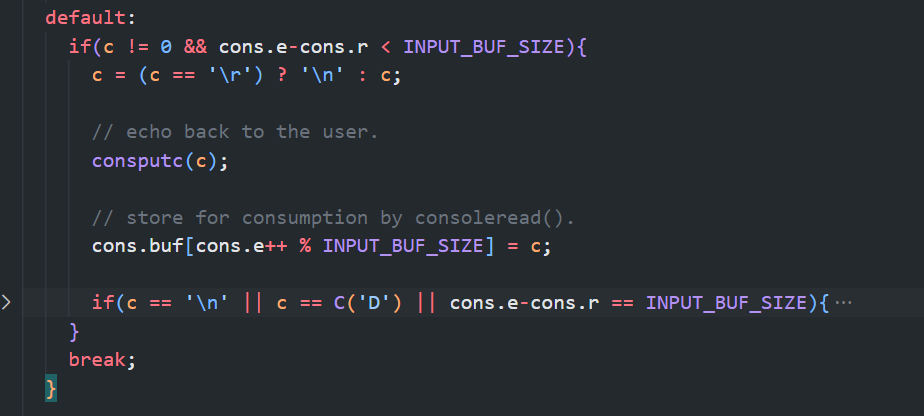 default:
if(c != 0 && cons.e-cons.r < INPUT_BUF_SIZE){
c = (c == '\r') ? '\n' : c;
// echo back to the user.
consputc(c);
// store for consumption by consoleread().
cons.buf[cons.e++ % INPUT_BUF_SIZE] = c;
if(c == '\n' || c == C('D') || cons.e-cons.r == INPUT_BUF_SIZE){ ⋯
}
break;
}